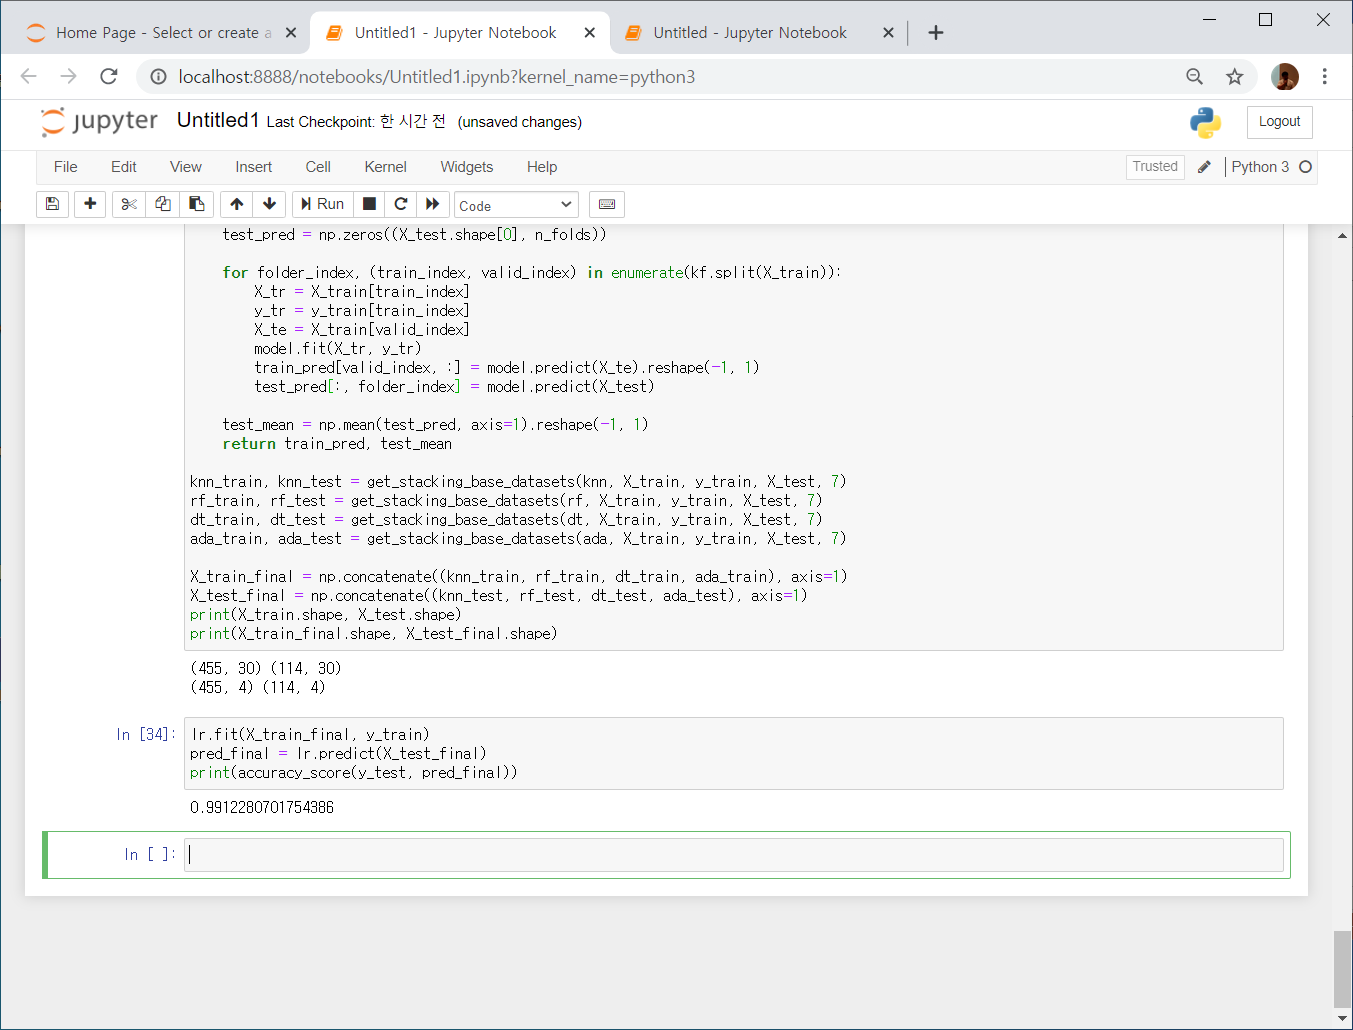 Home Page - Select or create a
Untitled1 - Jupyter Notebook
Untitled - Jupyter Notebook
localhost:8888/notebooks/Untitled1.ipynb?kernel_name=python3
jupyter Untitled1 Last Checkpoint: 한 시간 전 (unsaved changes)
Logout
File Edit View Insert Cell Kernel Widgets Help
Trusted
Python 3
Run
Code
test_pred = np.zeros((X_test.shape[0], n_folds))
for folder_index, (train_index, valid_index) in enumerate(kf.split(X_train)):
X_tr = X_train[train_index]
y_tr = y_train[train_index]
X_te = X_train[valid_index]
model.fit(X_tr, y_tr)
train_pred[valid_index, :] = model.predict(X_te).reshape(-1, 1)
test_pred[:, folder_index] = model.predict(X_test)
test_mean = np.mean(test_pred, axis=1).reshape(-1, 1)
return train_pred, test_mean
knn_train, knn_test = get_stacking_base_datasets(knn, X_train, y_train, X_test, 7)
rf_train, rf_test = get_stacking_base_datasets(rf, X_train, y_train, X_test, 7)
dt_train, dt_test = get_stacking_base_datasets(dt, X_train, y_train, X_test, 7)
ada_train, ada_test = get_stacking_base_datasets(ada, X_train, y_train, X_test, 7)
X_train_final = np.concatenate((knn_train, rf_train, dt_train, ada_train), axis=1)
X_test_final = np.concatenate((knn_test, rf_test, dt_test, ada_test), axis=1)
print(X_train.shape, X_test.shape)
print(X_train_final.shape, X_test_final.shape)
(455, 30) (114, 30)
(455, 4) (114, 4)
In [34]:
lr.fit(X_train_final, y_train)
pred_final = lr.predict(X_test_final)
print(accuracy_score(y_test, pred_final))
0.9912280701754386
In [ ]: